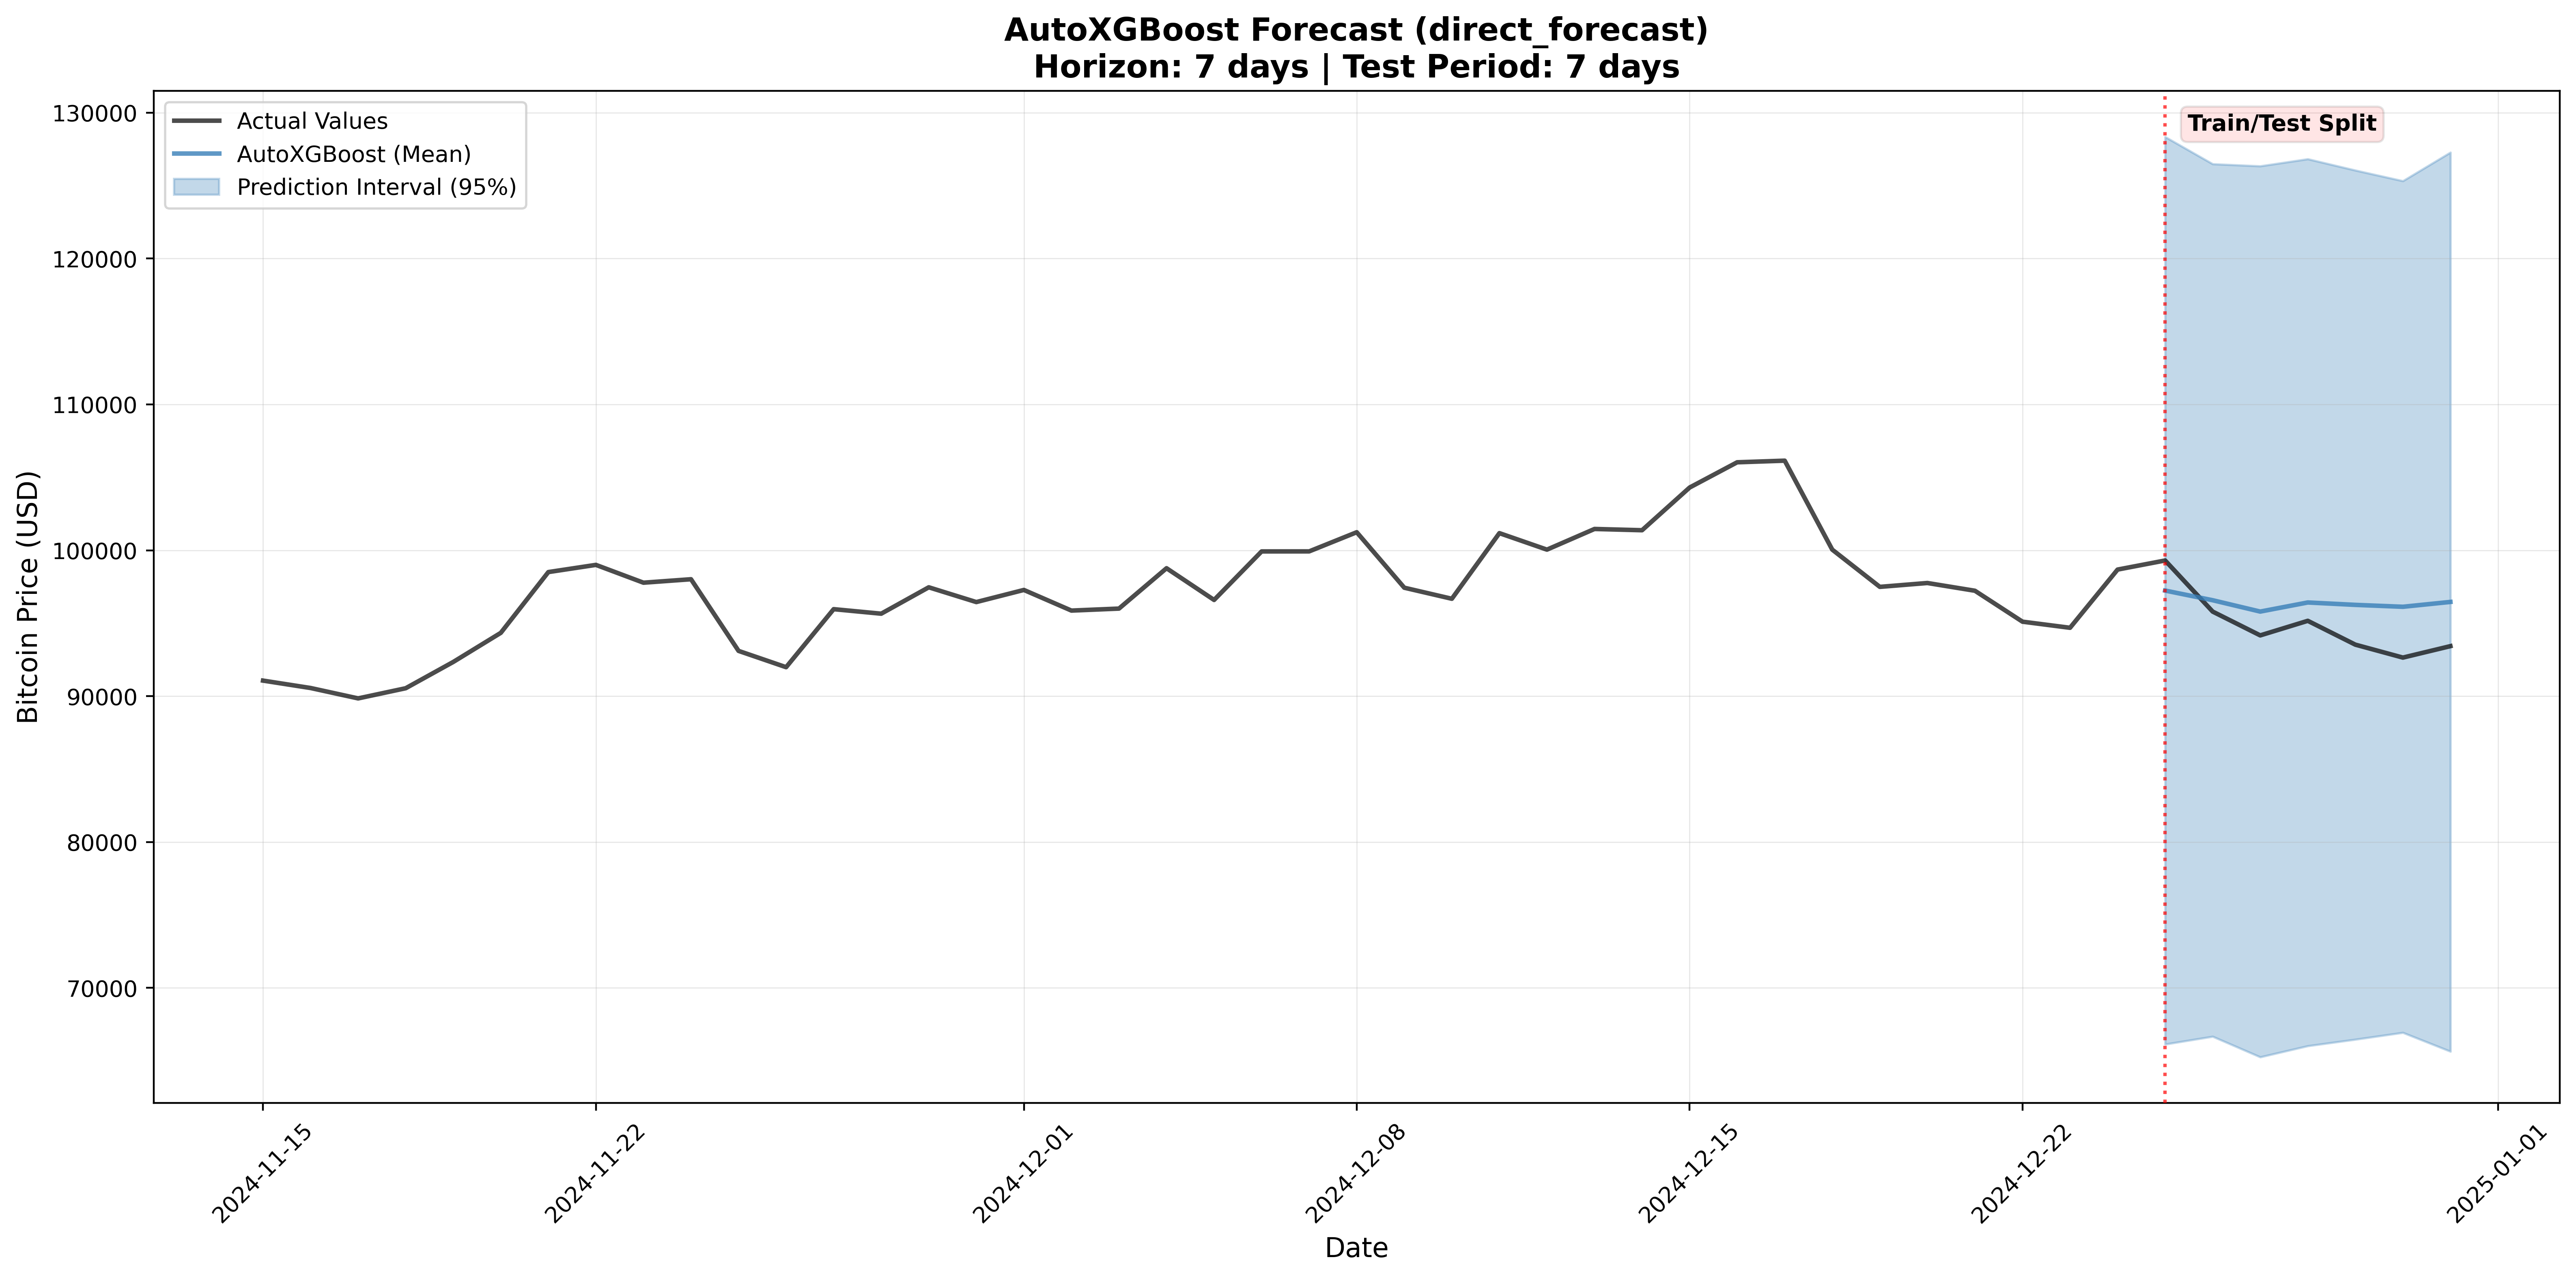 AutoXGBoost Forecast (direct_forecast)
Horizon: 7 days | Test Period: 7 days
Actual Values
AutoXGBoost (Mean)
Prediction Interval (95%)
Train/Test Split
Bitcoin Price (USD)
130000
120000
110000
100000
90000
80000
70000
2024-11-15
2024-11-22
2024-12-01
2024-12-08
2024-12-15
2024-12-22
2025-01-01
Date